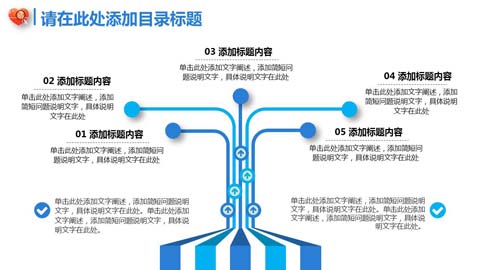 请在此处添加目录标题
03 添加标题内容
单击此处添加文字阐述，添加简短问
题说明文字，具体说明文字在此处
02 添加标题内容
单击此处添加文字阐述，添加
简短问题说明文字，具体说明
文字在此处
04 添加标题内容
单击此处添加文字阐述，添加
简短问题说明文字，具体说明
文字在此处
01 添加标题内容
单击此处添加文字阐述，添加简短问
题说明文字，具体说明文字在此处
05 添加标题内容
单击此处添加文字阐述，添加简短问
题说明文字，具体说明文字在此处
单击此处添加文字阐述，添加简短问题说明
文字，具体说明文字在此处。单击此处添加
文字阐述，添加简短问题说明文字，具体说
明文字在此处。
单击此处添加文字阐述，添加简短问题说明
文字，具体说明文字在此处。单击此处添加文
字阐述，添加简短问题说明文字，具体说明文
字在此处。